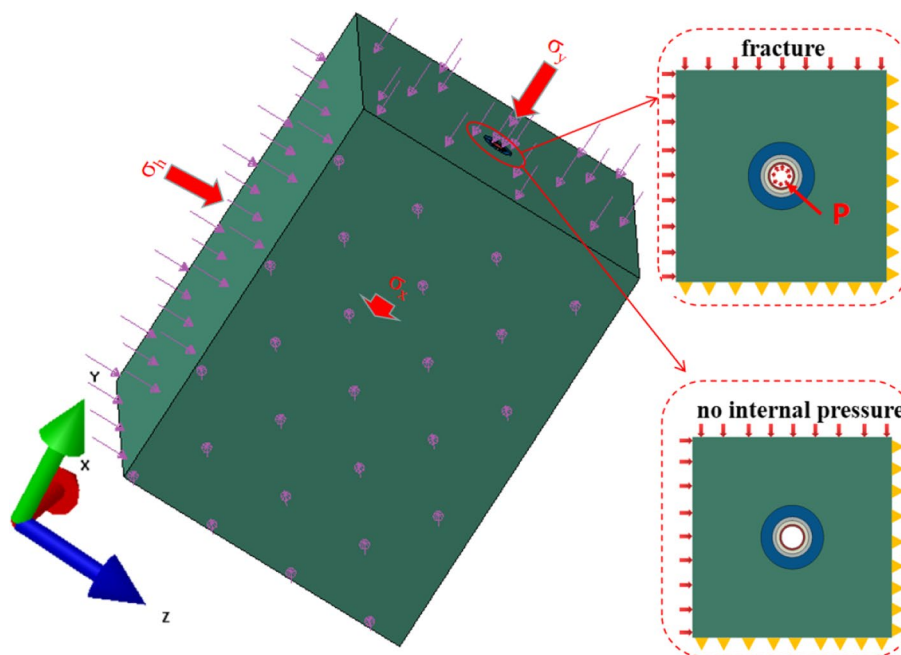 fracture
σy
σh
P
σx
no internal pressure
Y
X
Z